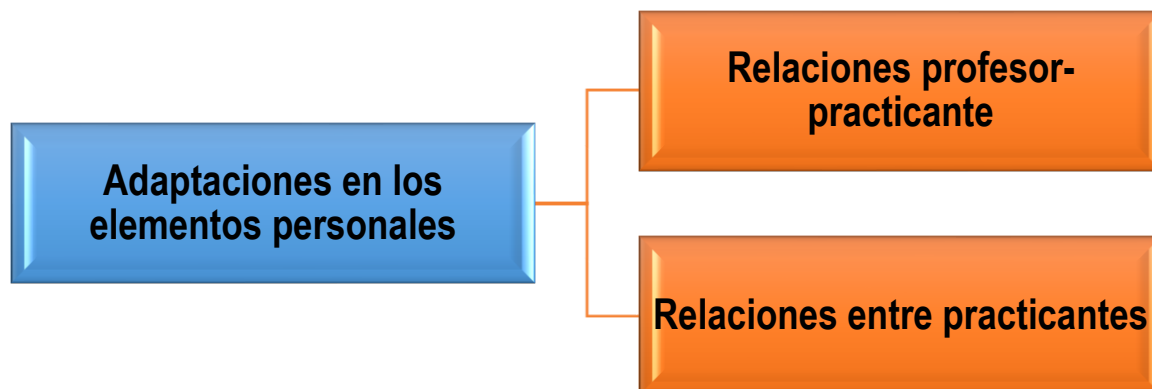 Adaptaciones en los
elementos personales
Relaciones profesor-
practicante
Relaciones entre practicantes